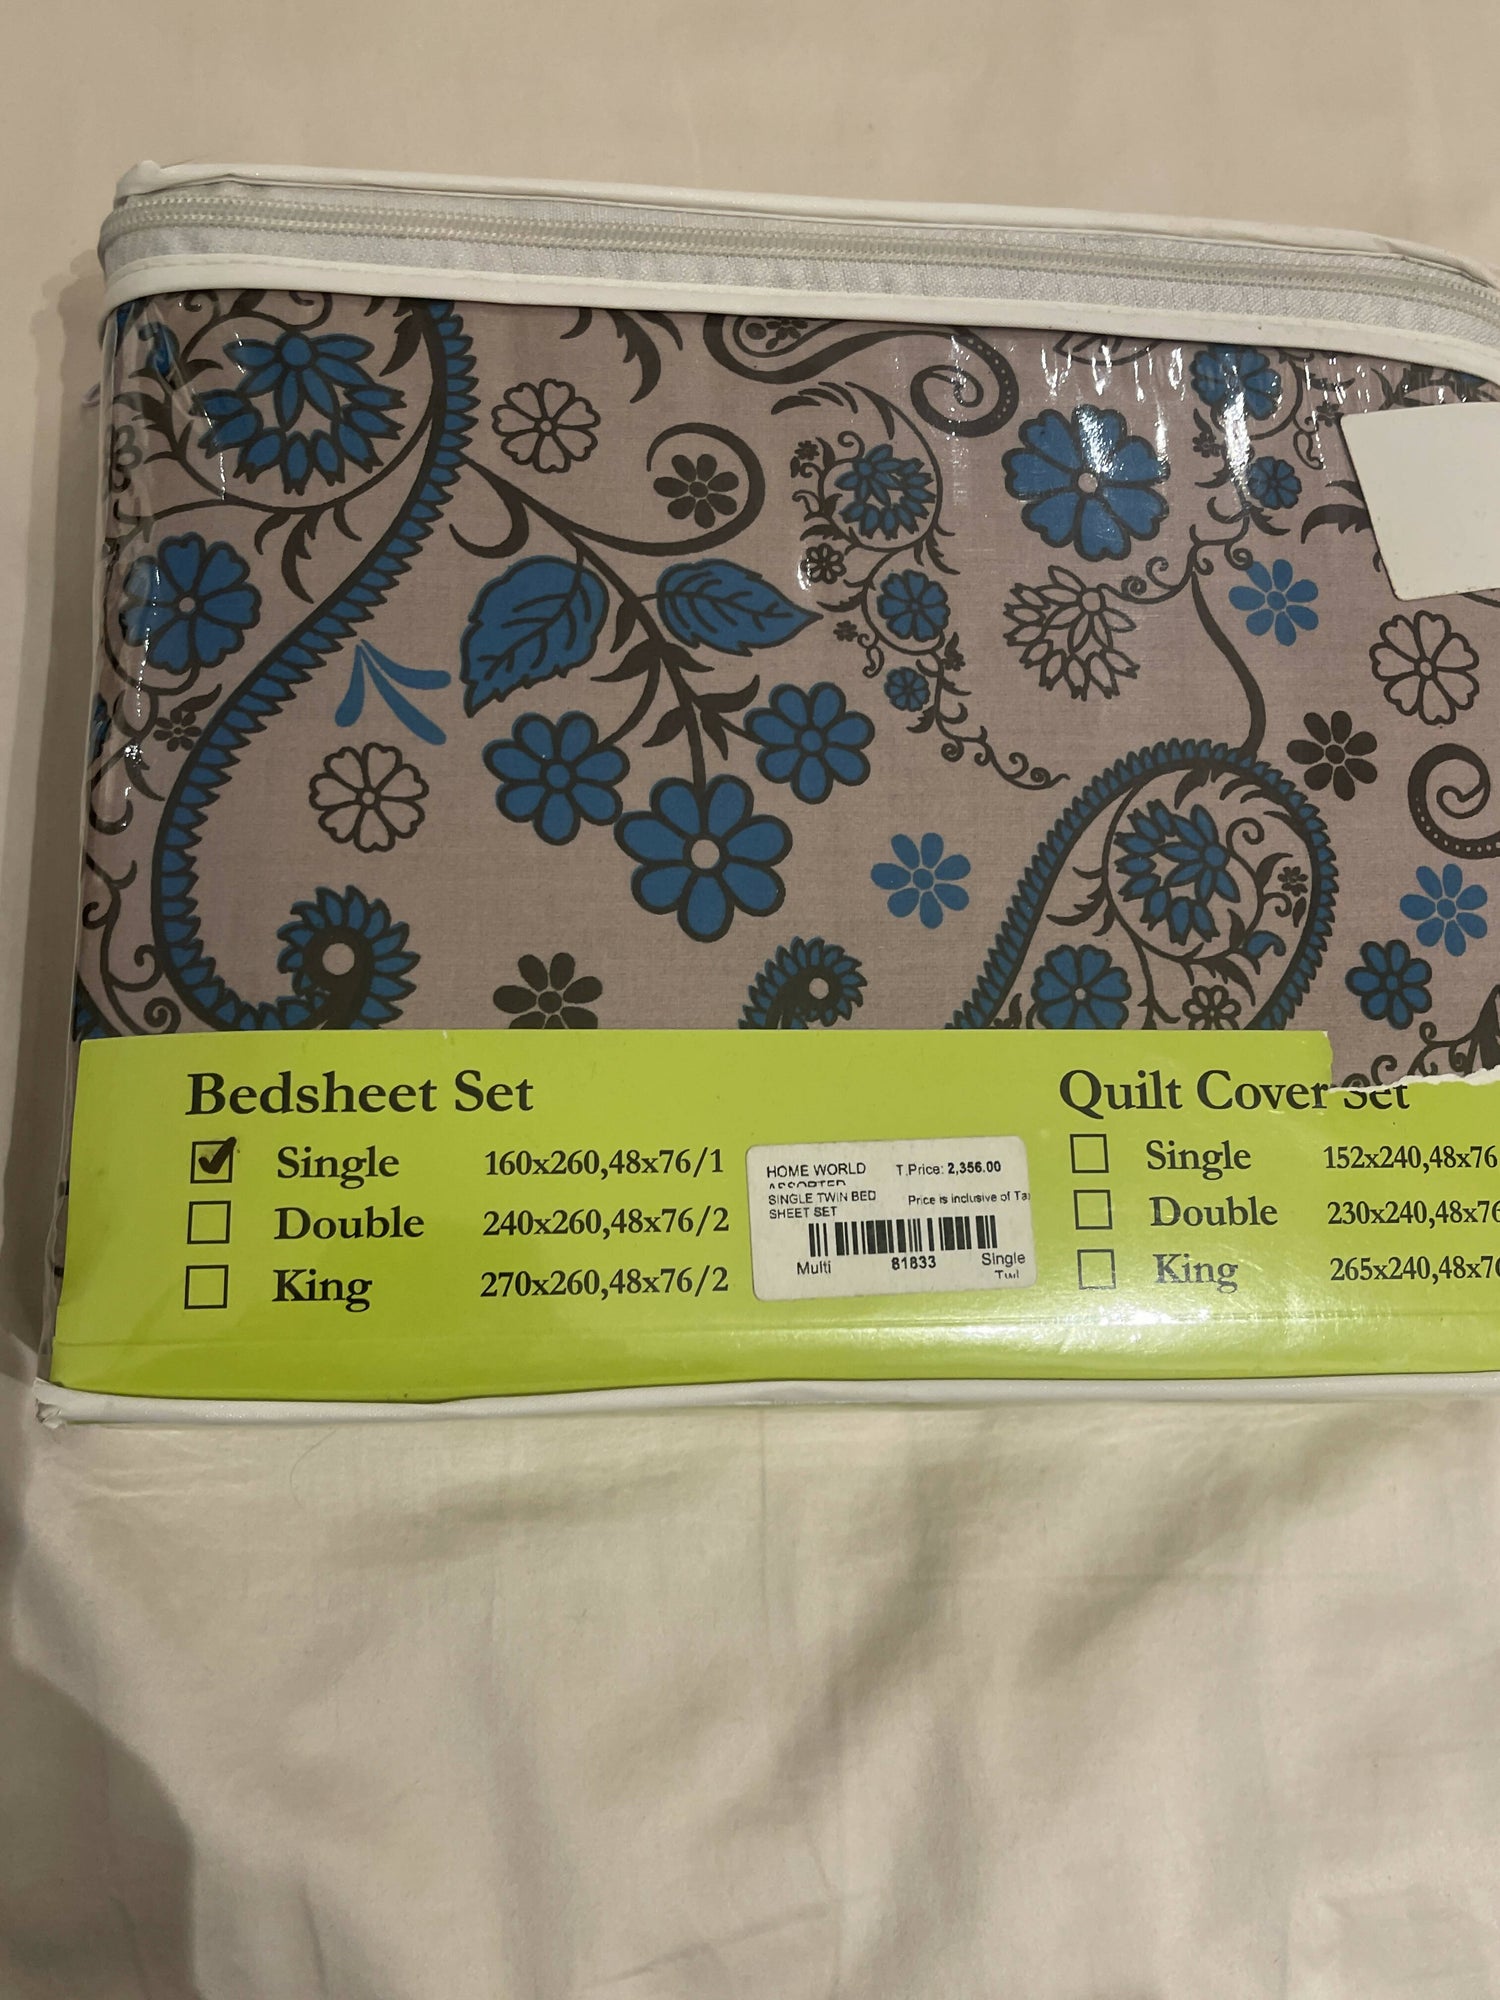 Bedsheet Set
Single 160x260,48x76/1
Double 240x260,48x76/2
King 270x260,48x76/2
HOME WORLD T.Price: 2,356.00
ASSORTED
SINGLE TWIN BED Price is inclusive of Ta
SHEET SET
Multi 81833 Single
Quilt Cover Set
Single 152x240,48x76
Double 230x240,48x76
King 265x240,48x7